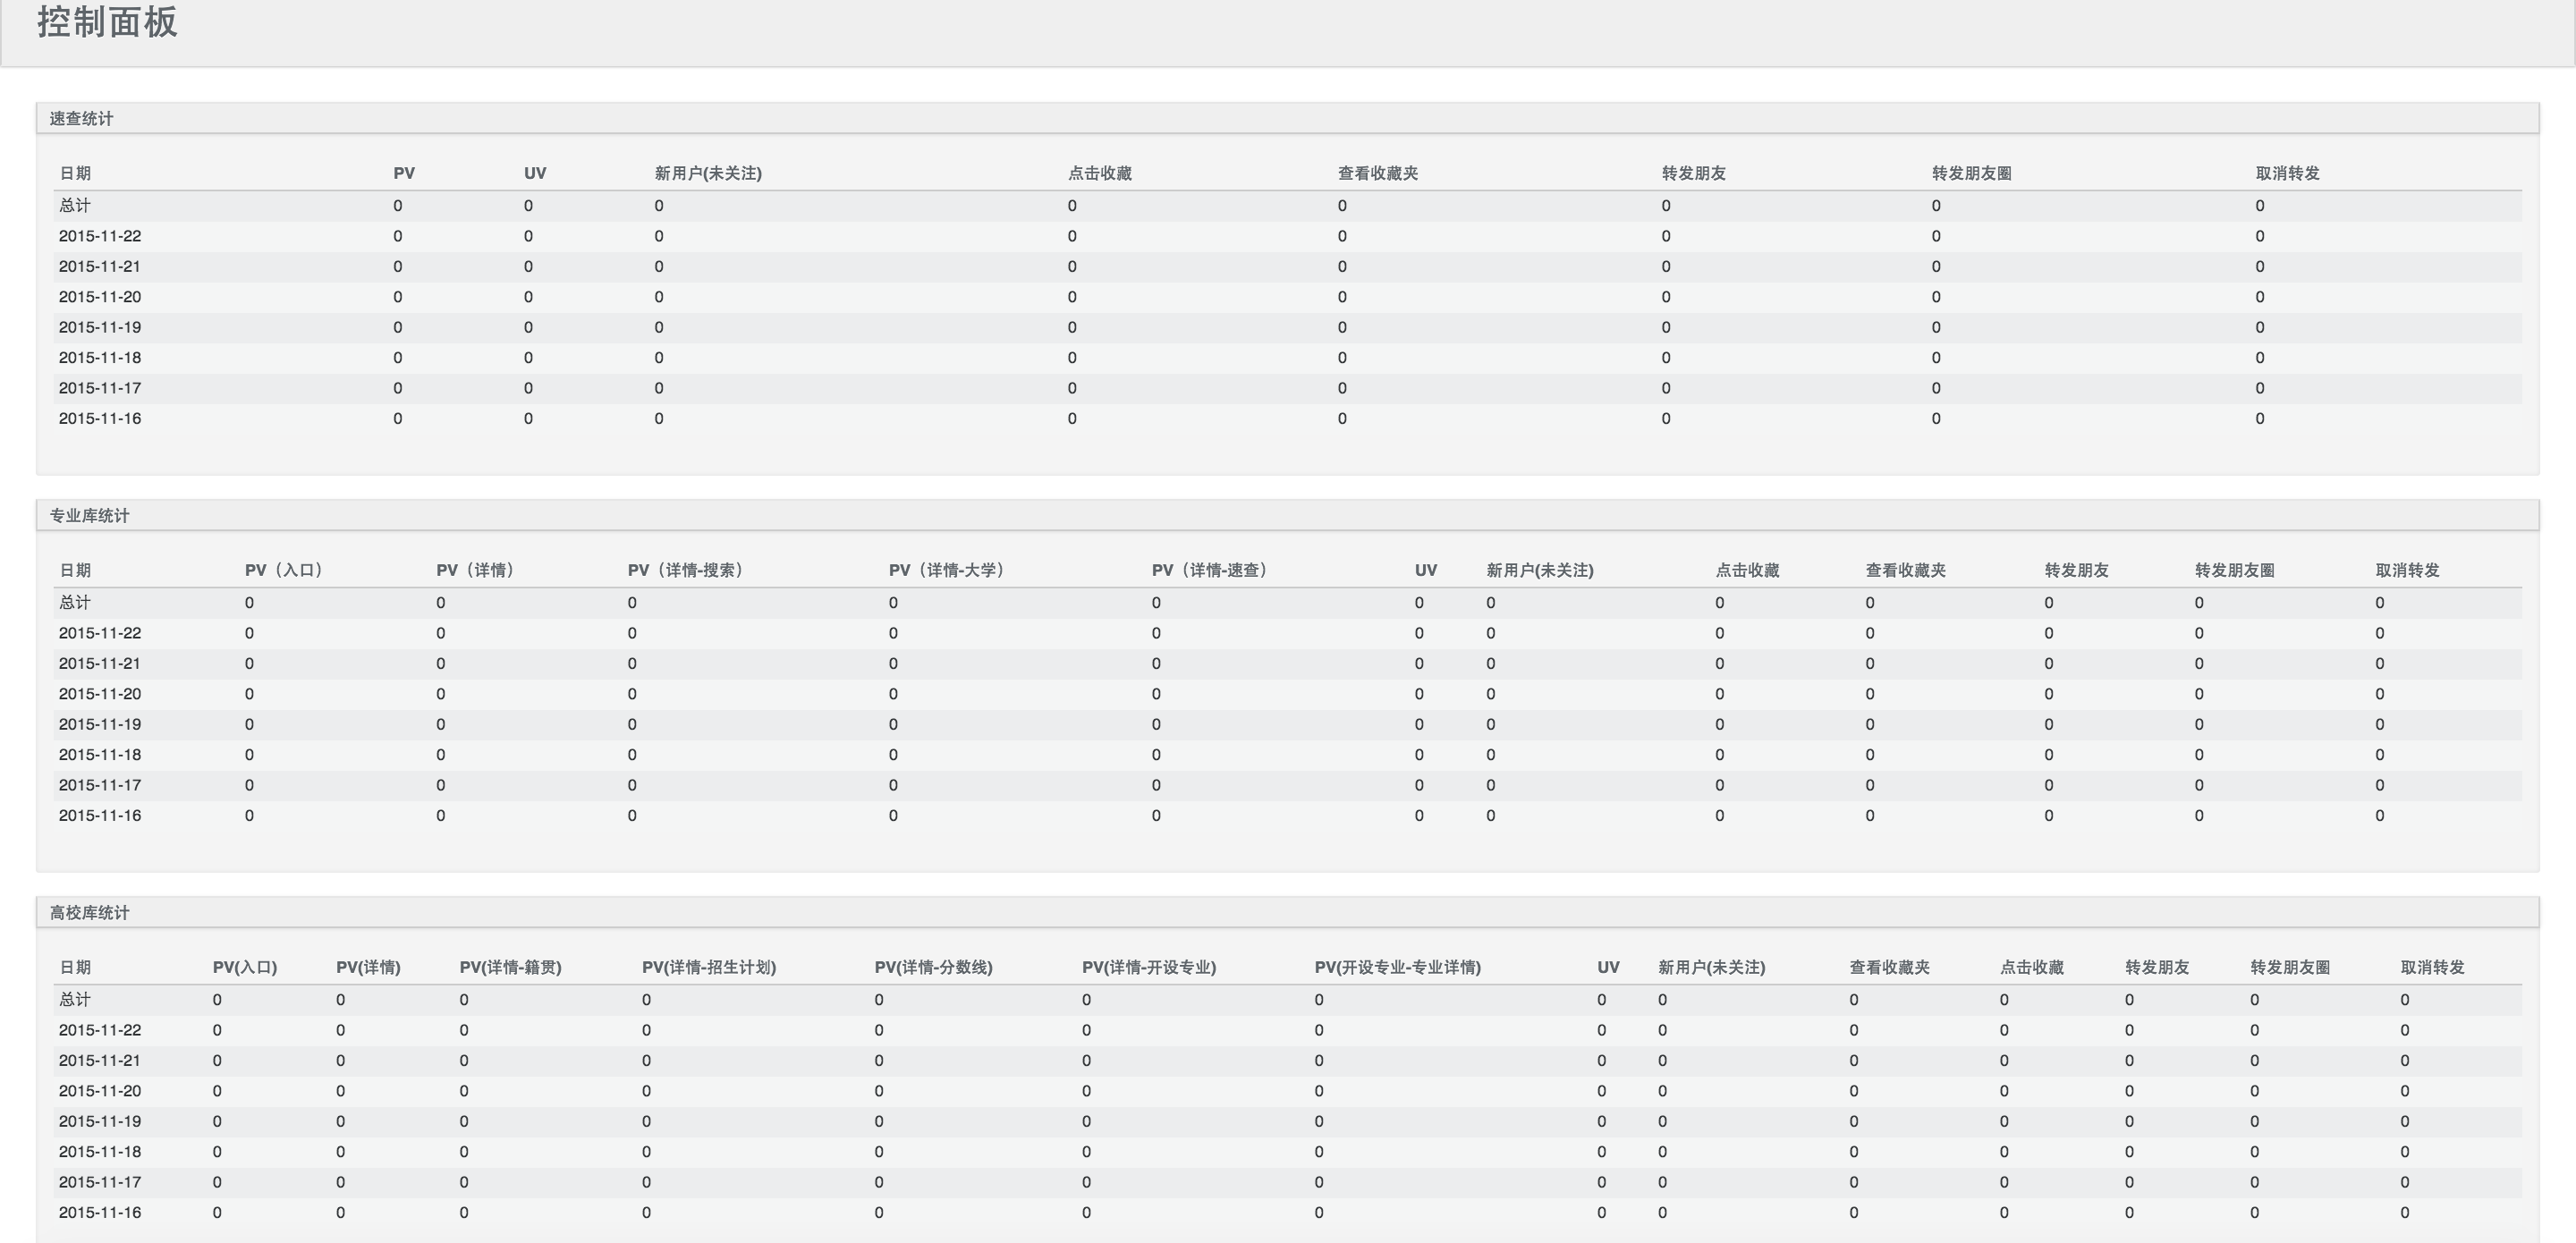 控制面板
速查统计
日期 PV UV 新用户(未关注) 点击收藏 查看收藏夹 转发朋友 转发朋友圈 取消转发
总计 0 0 0 0 0 0 0 0
2015-11-22 0 0 0 0 0 0 0 0
2015-11-21 0 0 0 0 0 0 0 0
2015-11-20 0 0 0 0 0 0 0 0
2015-11-19 0 0 0 0 0 0 0 0
2015-11-18 0 0 0 0 0 0 0 0
2015-11-17 0 0 0 0 0 0 0 0
2015-11-16 0 0 0 0 0 0 0 0
专业库统计
日期 PV（入口） PV（详情） PV（详情-搜索） PV（详情-大学） PV（详情-速查） UV 新用户(未关注) 点击收藏 查看收藏夹 转发朋友 转发朋友圈 取消转发
总计 0 0 0 0 0 0 0 0 0 0 0 0
2015-11-22 0 0 0 0 0 0 0 0 0 0 0 0
2015-11-21 0 0 0 0 0 0 0 0 0 0 0 0
2015-11-20 0 0 0 0 0 0 0 0 0 0 0 0
2015-11-19 0 0 0 0 0 0 0 0 0 0 0 0
2015-11-18 0 0 0 0 0 0 0 0 0 0 0 0
2015-11-17 0 0 0 0 0 0 0 0 0 0 0 0
2015-11-16 0 0 0 0 0 0 0 0 0 0 0 0
高校库统计
日期 PV(入口) PV(详情) PV(详情-籍贯) PV(详情-招生计划) PV(详情-分数线) PV(详情-开设专业) PV(开设专业-专业详情) UV 新用户(未关注) 查看收藏夹 点击收藏 转发朋友 转发朋友圈 取消转发
总计 0 0 0 0 0 0 0 0 0 0 0 0 0 0
2015-11-22 0 0 0 0 0 0 0 0 0 0 0 0 0 0
2015-11-21 0 0 0 0 0 0 0 0 0 0 0 0 0 0
2015-11-20 0 0 0 0 0 0 0 0 0 0 0 0 0 0
2015-11-19 0 0 0 0 0 0 0 0 0 0 0 0 0 0
2015-11-18 0 0 0 0 0 0 0 0 0 0 0 0 0 0
2015-11-17 0 0 0 0 0 0 0 0 0 0 0 0 0 0
2015-11-16 0 0 0 0 0 0 0 0 0 0 0 0 0 0